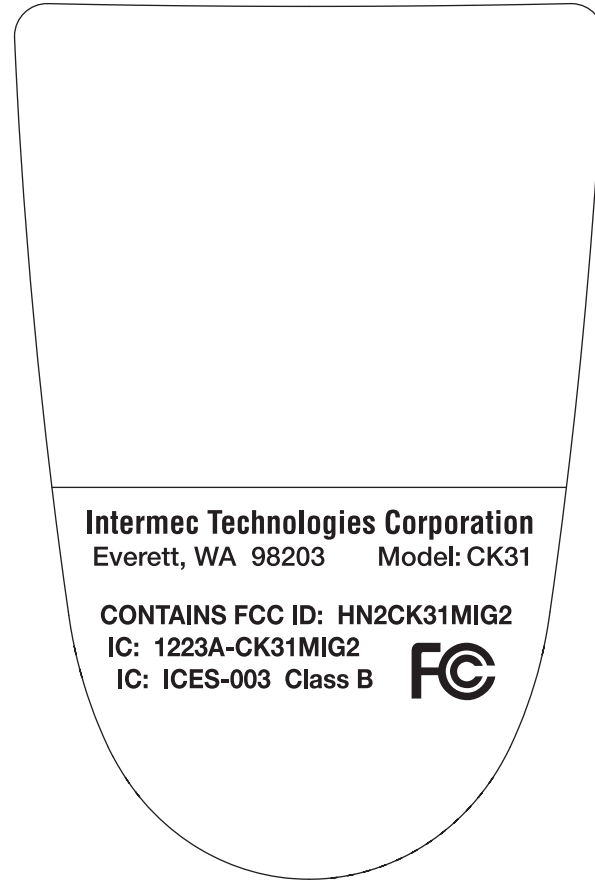 Intermec Technologies Corporation
Everett, WA  98203     Model: CK31
CONTAINS FCC ID:  HN2CK31MIG2
IC:  1223A-CK31MIG2
IC:  ICES-003  Class B
FC